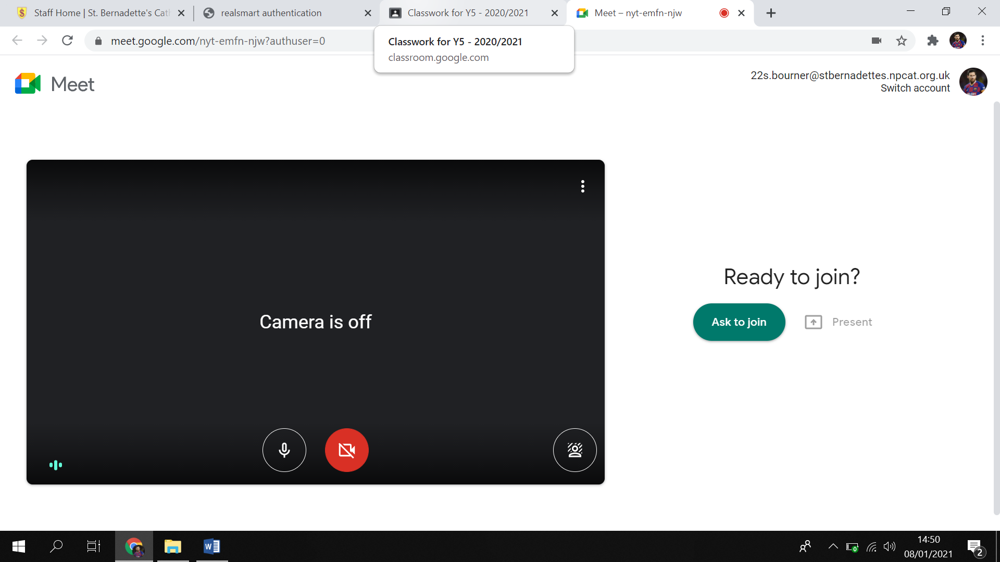 Staff Home | St. Bernadette's Cat
realsmart authentication
Classwork for Y5 - 2020/2021
Meet – nyt-emfn-njw
meet.google.com/nyt-emfn-njw?authuser=0
Classwork for Y5 - 2020/2021
classroom.google.com
Meet
22s.bourner@stbernadettes.npcat.org.uk
Switch account
Camera is off
Ready to join?
Ask to join
Present
14:50
08/01/2021
2